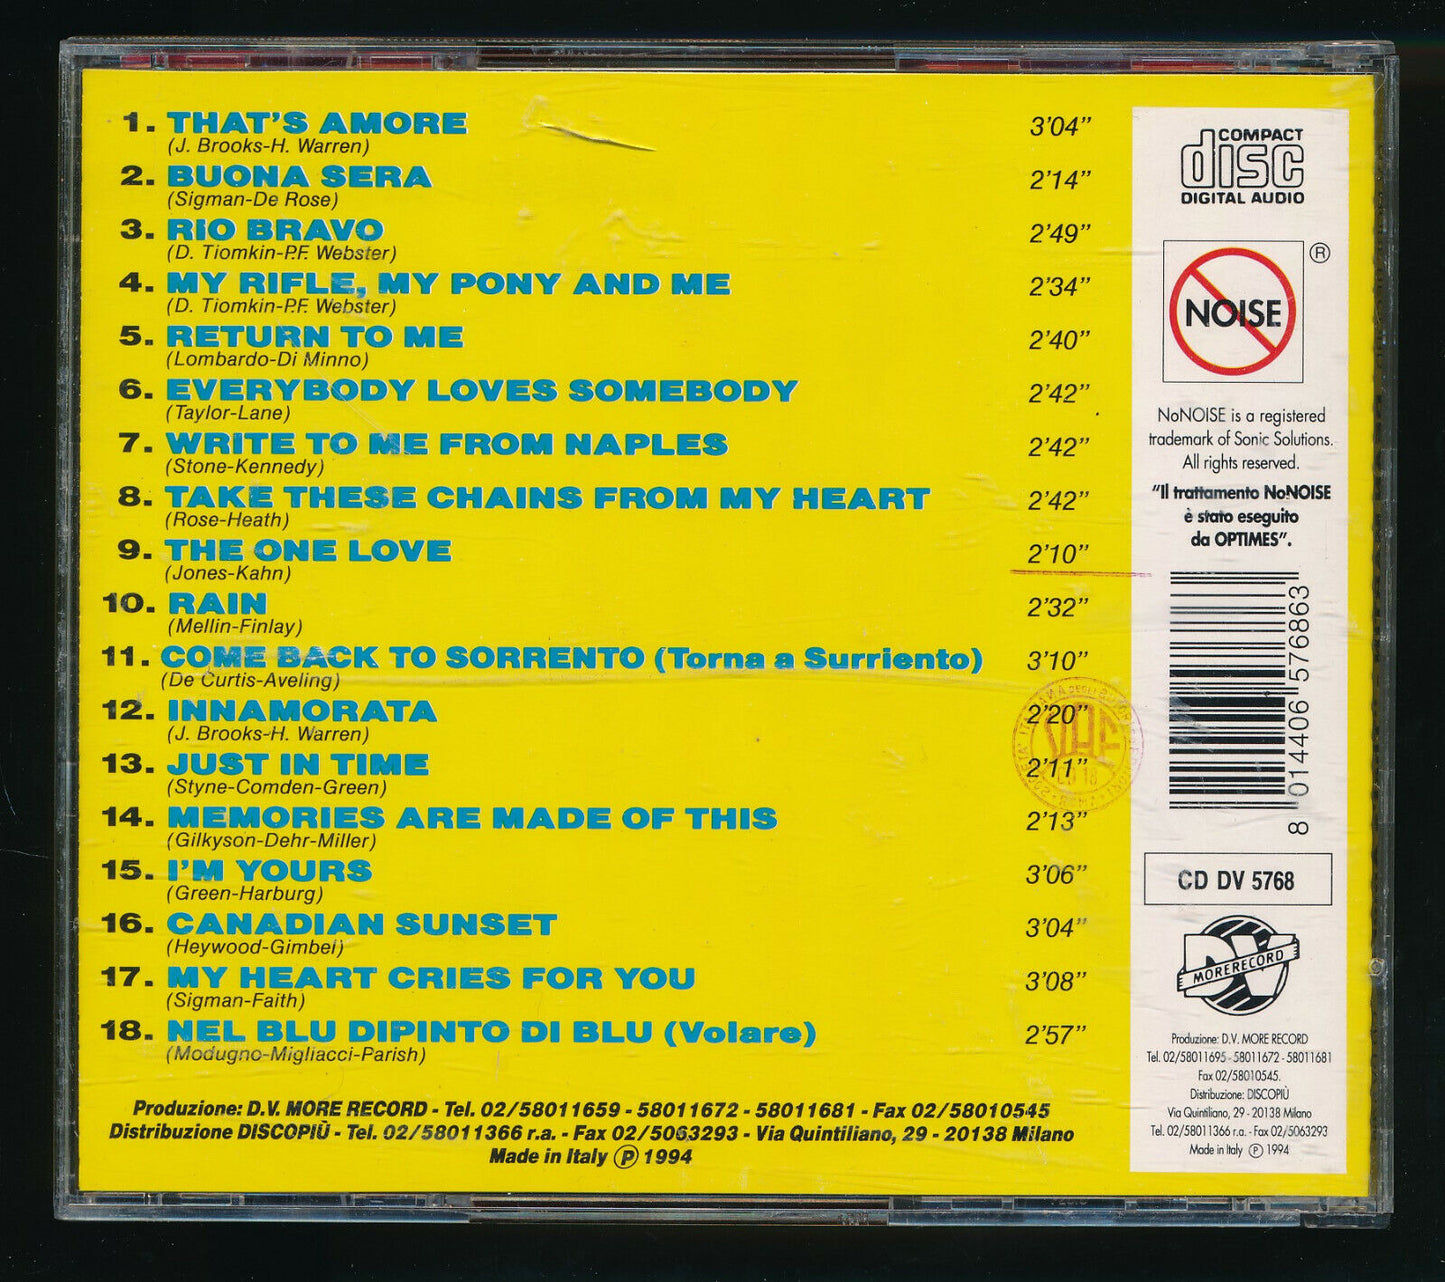 1. THAT'S AMORE 3'04"
(J. Brooks-H. Warren)
2. BUONA SERA 2'14"
(Sigman-De Rose)
3. RIO BRAVO 2'49"
(D. Tiomkin-P.F. Webster)
4. MY RIFLE, MY PONY AND ME 2'34"
(D. Tiomkin-P.F. Webster)
5. RETURN TO ME 2'40"
(Lombardo-Di Minno)
6. EVERYBODY LOVES SOMEBODY 2'42"
(Taylor-Lane)
7. WRITE TO ME FROM NAPLES 2'42"
(Stone-Kennedy)
8. TAKE THESE CHAINS FROM MY HEART 2'42"
(Rose-Heath)
9. THE ONE LOVE 2'10"
(Jones-Kahn)
10. RAIN 2'32"
(Mellin-Finlay)
11. COME BACK TO SORRENTO (Torna a Surriento) 3'10"
(De Curtis-Aveling)
12. INNAMORATA 2'20"
(J. Brooks-H. Warren)
13. JUST IN TIME 2'11"
(Styne-Comden-Green)
14. MEMORIES ARE MADE OF THIS 2'13"
(Gilkyson-Dehr-Miller)
15. I'M YOURS 3'06"
(Green-Harburg)
16. CANADIAN SUNSET 3'04"
(Heywood-Gimbel)
17. MY HEART CRIES FOR YOU 3'08"
(Sigman-Faith)
18. NEL BLU DIPINTO DI BLU (Volare) 2'57"
(Modugno-Migliacci-Parish)
Produzione: D.V. MORE RECORD - Tel. 02/58011659 - 58011672 - 58011681 - Fax 02/58010545
Distribuzione DISCOPIÙ - Tel. 02/58011366 r.a. - Fax 02/5063293 - Via Quintiliano, 29 - 20138 Milano
Made in Italy Ⓟ 1994
COMPACT
disc
DIGITAL AUDIO
NOISE ®
NoNOISE is a registered
trademark of Sonic Solutions.
All rights reserved.
"Il trattamento NoNOISE
è stato eseguito
da OPTIMES".
8 014406 576863
CD DV 5768
DV
MORERECORD
Produzione: D.V. MORE RECORD
Tel. 02/58011695 - 58011672 - 58011681
Fax 02/58010545.
Distribuzione: DISCOPIÙ
Via Quintiliano, 29 - 20138 Milano
Tel. 02/58011366 r.a. - Fax 02/5063293
Made in Italy Ⓟ 1994